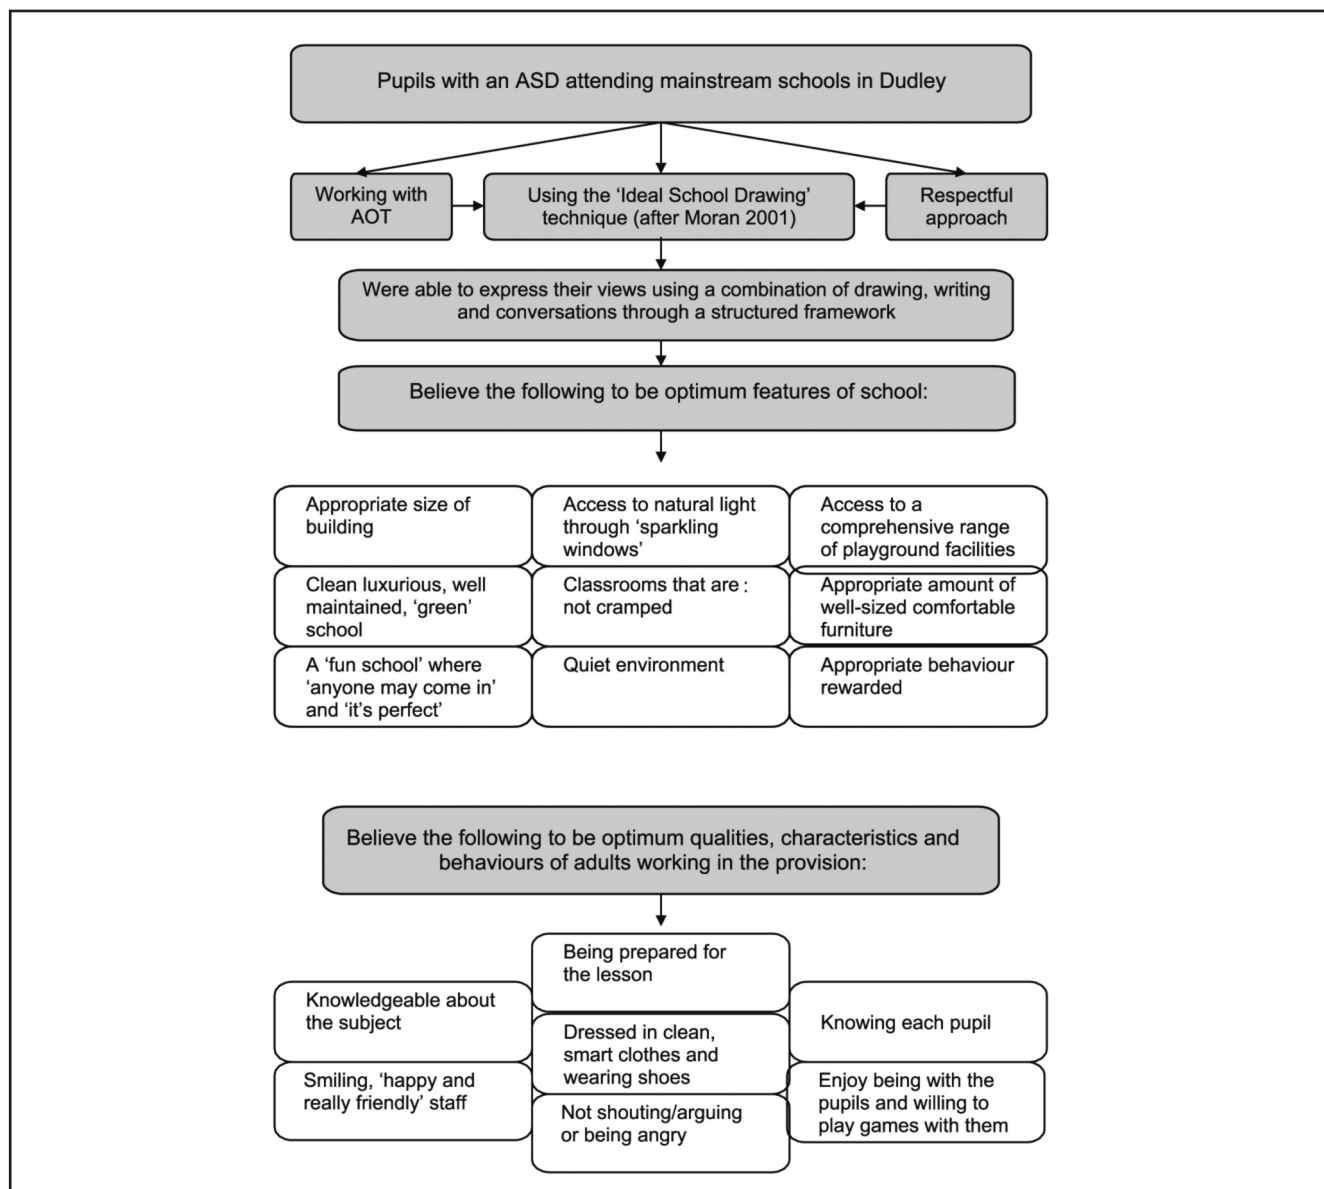 Pupils with an ASD attending mainstream schools in Dudley
Working with
AOT
Using the ‘Ideal School Drawing’
technique (after Moran 2001)
Respectful
approach
Were able to express their views using a combination of drawing, writing
and conversations through a structured framework
Believe the following to be optimum features of school:
Appropriate size of
building
Access to natural light
through ‘sparkling
windows’
Access to a
comprehensive range
of playground facilities
Clean luxurious, well
maintained, ‘green’
school
Classrooms that are :
not cramped
Appropriate amount of
well-sized comfortable
furniture
A ‘fun school’ where
‘anyone may come in’
and ‘it’s perfect’
Quiet environment
Appropriate behaviour
rewarded
Believe the following to be optimum qualities, characteristics and
behaviours of adults working in the provision:
Being prepared for
the lesson
Knowledgeable about
the subject
Dressed in clean,
smart clothes and
wearing shoes
Knowing each pupil
Smiling, ‘happy and
really friendly’ staff
Not shouting/arguing
or being angry
Enjoy being with the
pupils and willing to
play games with them